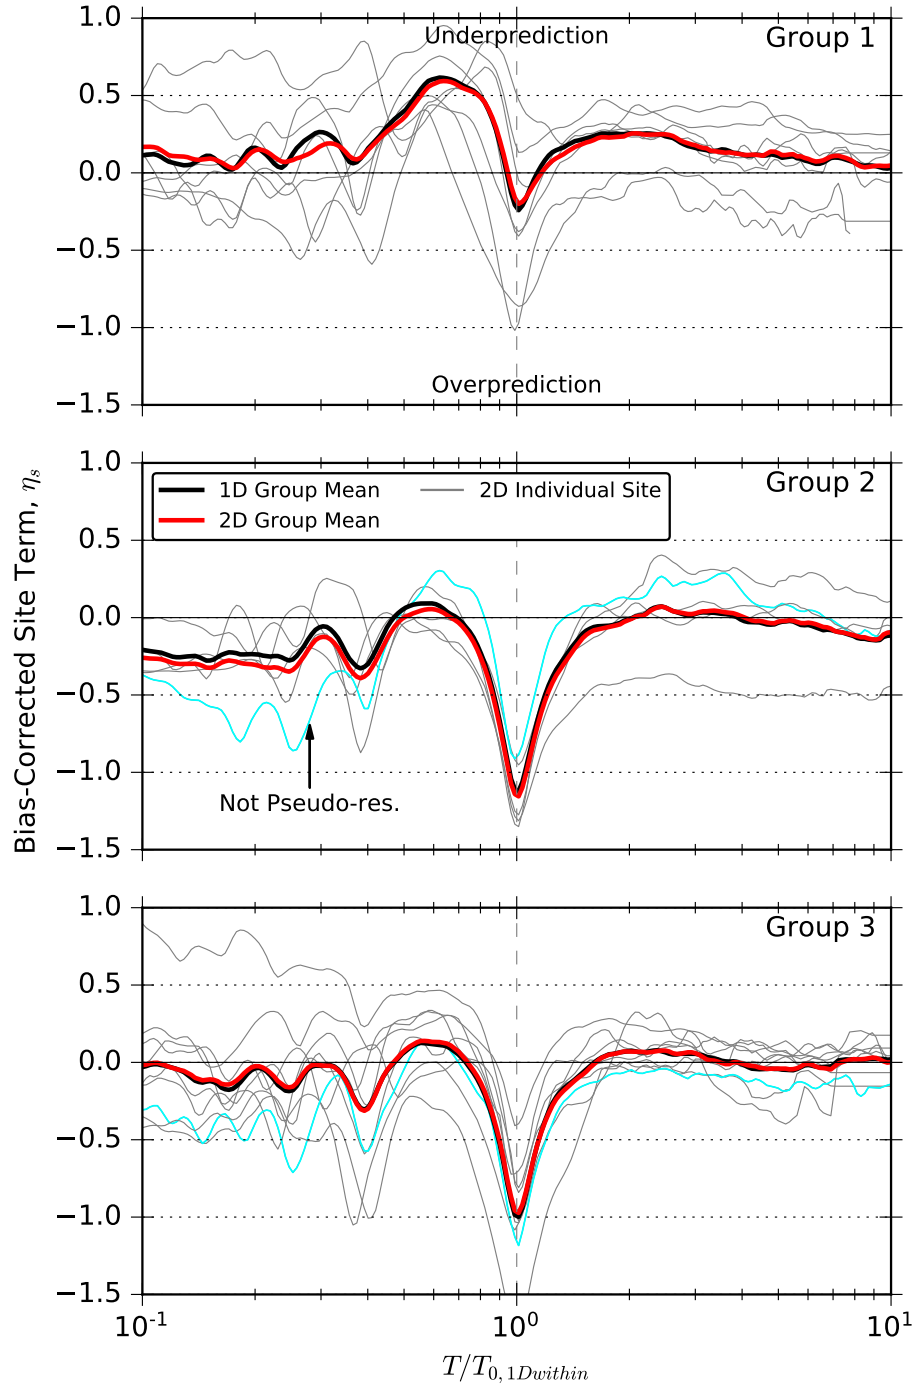 1.0
0.5
0.0
−0.5
−1.0
−1.5
Underprediction
Group 1
Overprediction
Bias-Corrected Site Term, ηs
1.0
0.5
0.0
−0.5
−1.0
−1.5
Group 2
1D Group Mean
2D Group Mean
2D Individual Site
Not Pseudo-res.
1.0
0.5
0.0
−0.5
−1.0
−1.5
Group 3
10-1
100
101
T/T0,1Dwithin